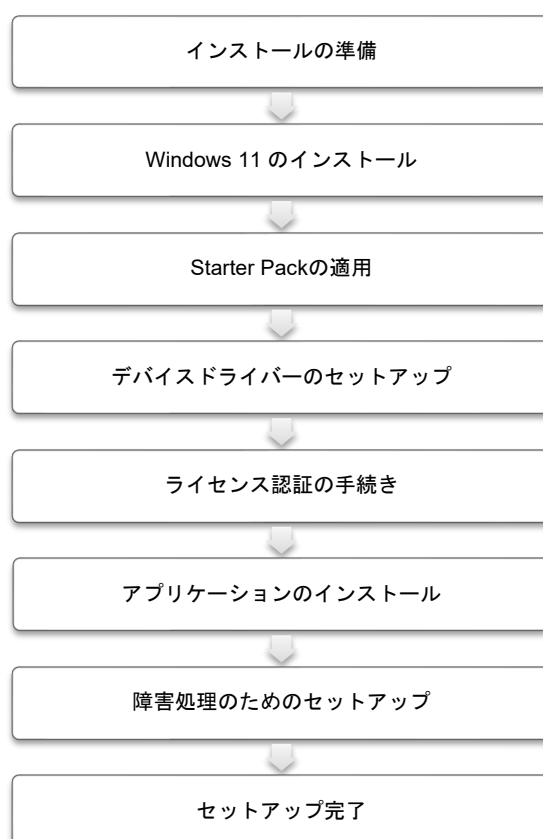 インストールの準備
Windows 11 のインストール
Starter Packの適用
デバイスドライバーのセットアップ
ライセンス認証の手続き
アプリケーションのインストール
障害処理のためのセットアップ
セットアップ完了